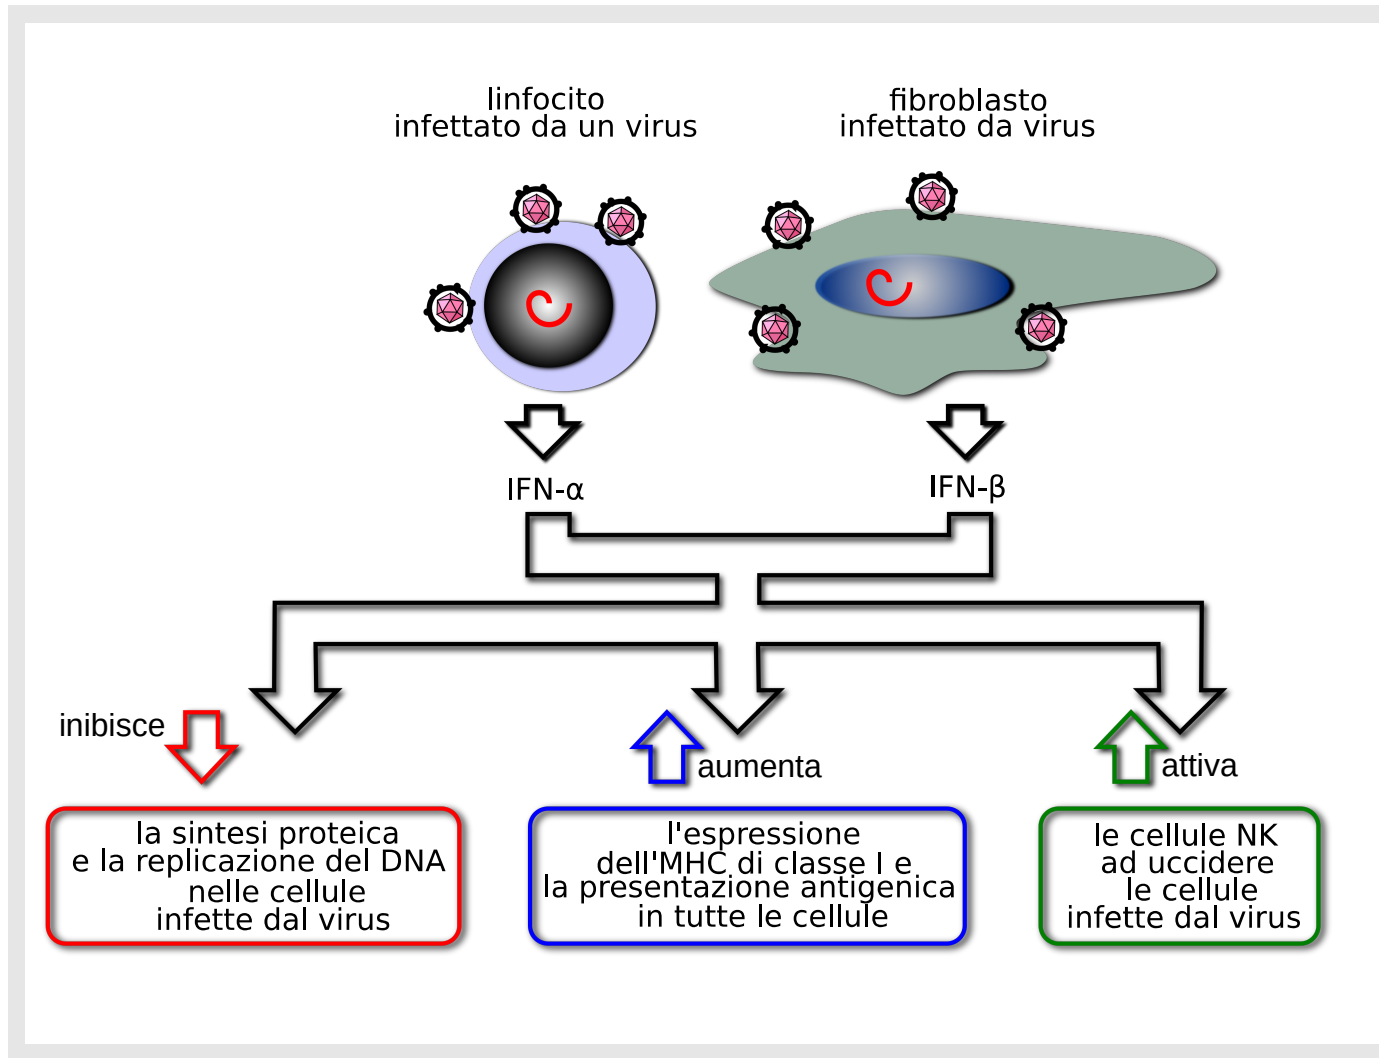 linfocito
infettato da un virus
fibroblasto
infettato da virus
IFN-α
IFN-β
inibisce
aumenta
attiva
la sintesi proteica
e la replicazione del DNA
nelle cellule
infette dal virus
l'espressione
dell'MHC di classe I e
la presentazione antigenica
in tutte le cellule
le cellule NK
ad uccidere
le cellule
infette dal virus